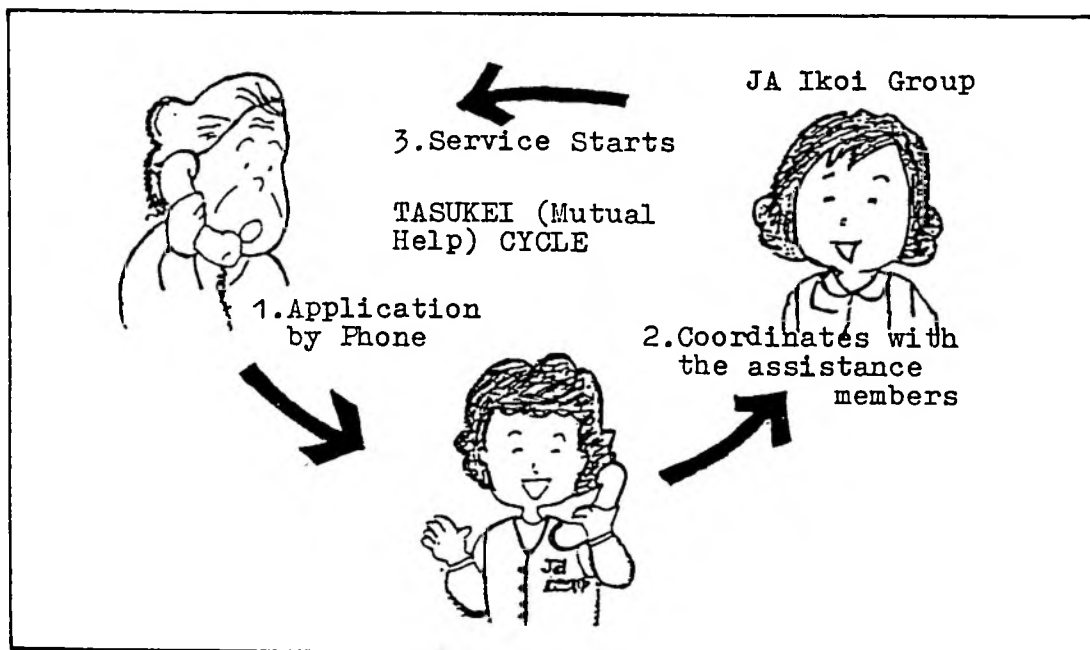 JA Ikoi Group
3.Service Starts
TASUKEI (Mutual
Help) CYCLE
1.Application
by Phone
2.Coordinates with
the assistance
members
JA